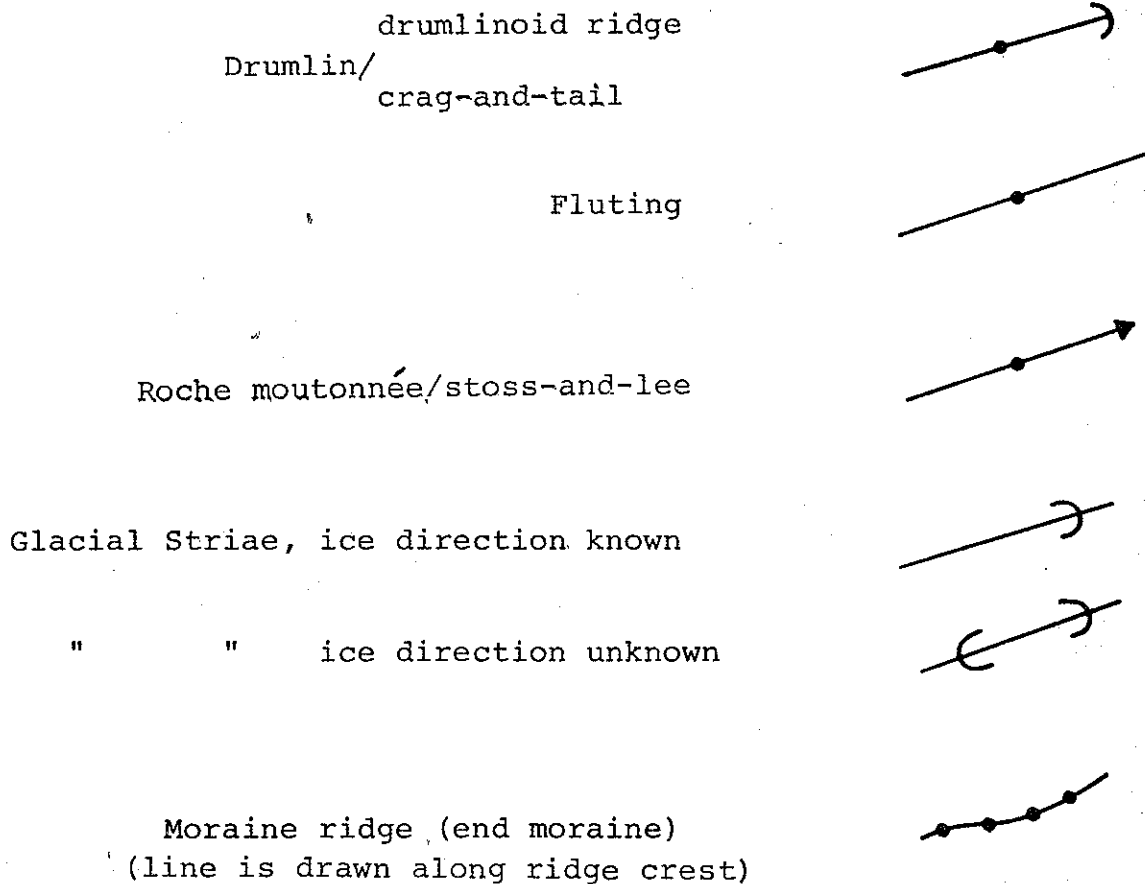 drumlinoid ridge
Drumlin/
crag-and-tail
Fluting
Roche moutonnée/stoss-and-lee
Glacial Striae, ice direction known
" " ice direction unknown
Moraine ridge (end moraine)
(line is drawn along ridge crest)